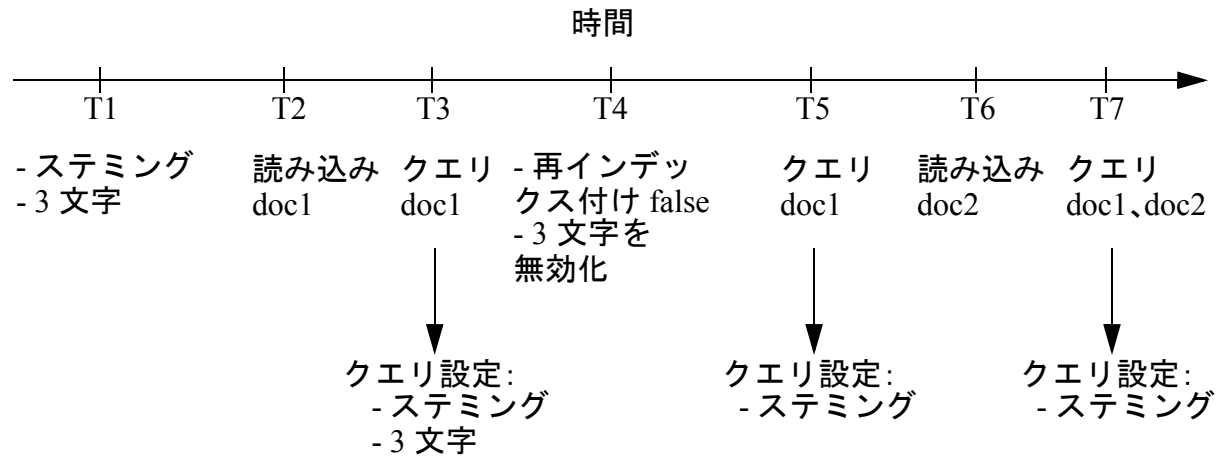 時間
T1
T2
T3
T4
T5
T6
T7
- ステミング
- 3 文字
読み込み
doc1
クエリ
doc1
- 再インデッ
クス付け false
- 3 文字を
無効化
クエリ
doc1
読み込み
doc2
クエリ
doc1、doc2
クエリ設定:
- ステミング
- 3 文字
クエリ設定:
- ステミング
クエリ設定:
- ステミング